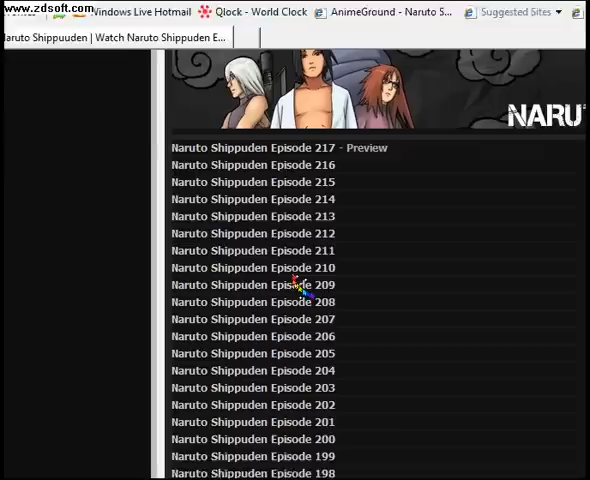 www.zdsoft.com
Windows Live Hotmail
Qlock - World Clock
AnimeGround - Naruto S...
Suggested Sites
Naruto Shippuuden | Watch Naruto Shippuden E...
NARU
Naruto Shippuden Episode 217 - Preview
Naruto Shippuden Episode 216
Naruto Shippuden Episode 215
Naruto Shippuden Episode 214
Naruto Shippuden Episode 213
Naruto Shippuden Episode 212
Naruto Shippuden Episode 211
Naruto Shippuden Episode 210
Naruto Shippuden Episode 209
Naruto Shippuden Episode 208
Naruto Shippuden Episode 207
Naruto Shippuden Episode 206
Naruto Shippuden Episode 205
Naruto Shippuden Episode 204
Naruto Shippuden Episode 203
Naruto Shippuden Episode 202
Naruto Shippuden Episode 201
Naruto Shippuden Episode 200
Naruto Shippuden Episode 199
Naruto Shippuden Episode 198